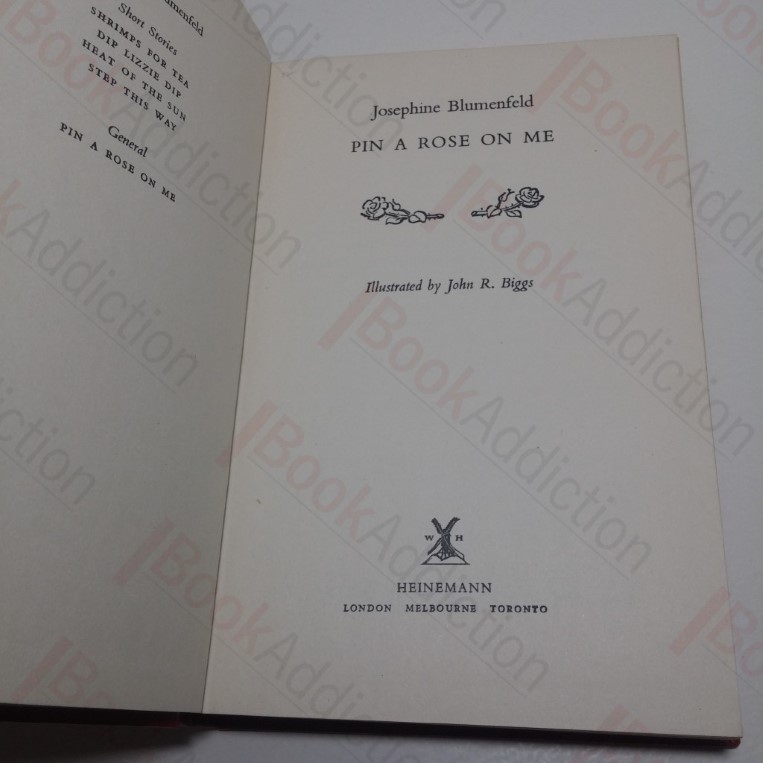 Blumenfeld
Short Stories
SHRIMPS FOR TEA
DIP LIZZIE DIP
HEAT OF THE SUN
STEP THIS WAY
General
PIN A ROSE ON ME
Josephine Blumenfeld
PIN A ROSE ON ME
Illustrated by John R. Biggs
W H
HEINEMANN
LONDON MELBOURNE TORONTO
BookAddiction